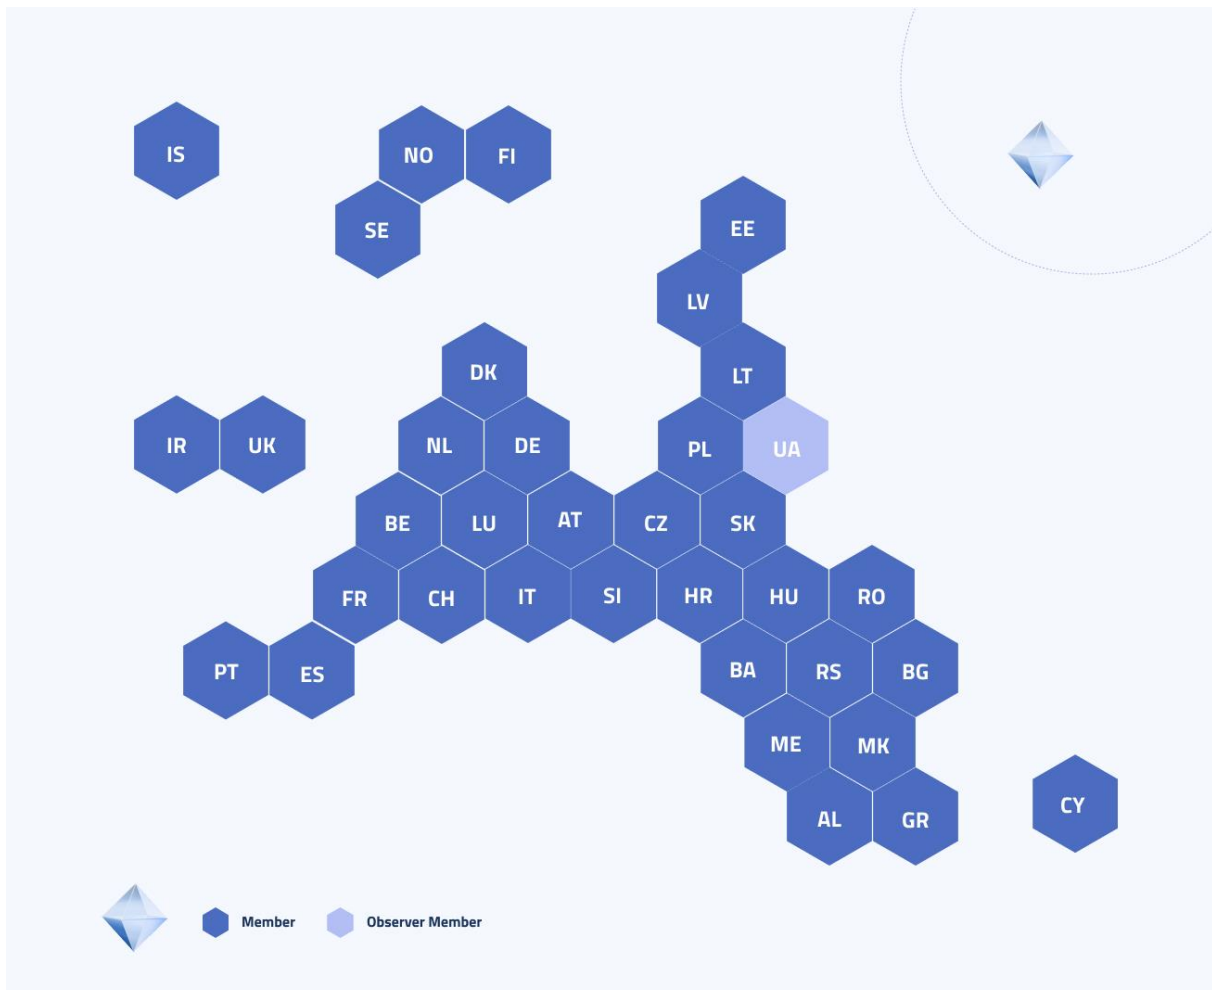 IS
NO FI
SE
EE
LV
DK
LT
IR UK
NL DE
PL UA
BE LU AT CZ SK
FR CH IT SI HR HU RO
PT ES
BA RS BG
ME MK
CY
AL GR
Member Observer Member